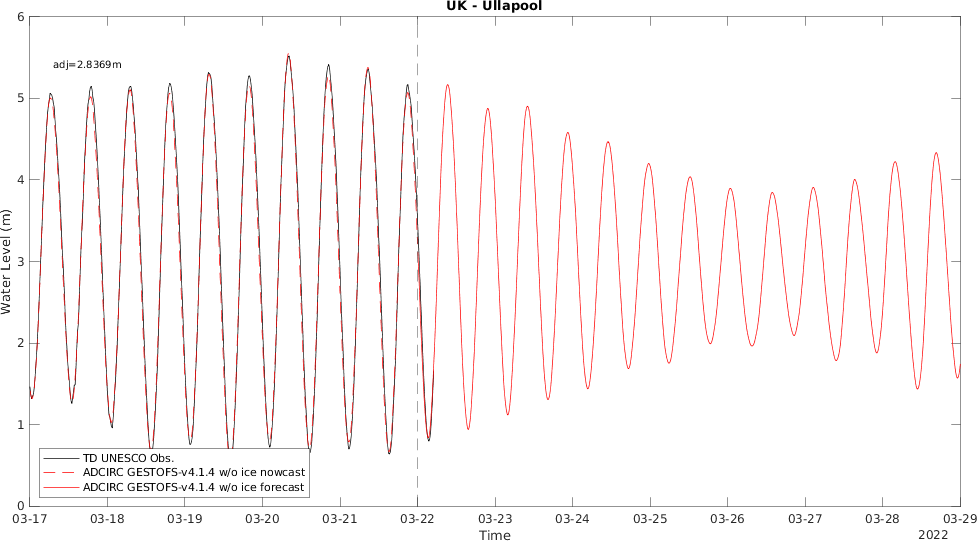 UK - Ullapool
adj=2.8369m
Water Level (m)
6
5
4
3
2
1
0
TD UNESCO Obs.
ADCIRC GESTOFS-v4.1.4 w/o ice nowcast
ADCIRC GESTOFS-v4.1.4 w/o ice forecast
03-17 03-18 03-19 03-20 03-21 03-22 03-23 03-24 03-25 03-26 03-27 03-28 03-29
Time
2022